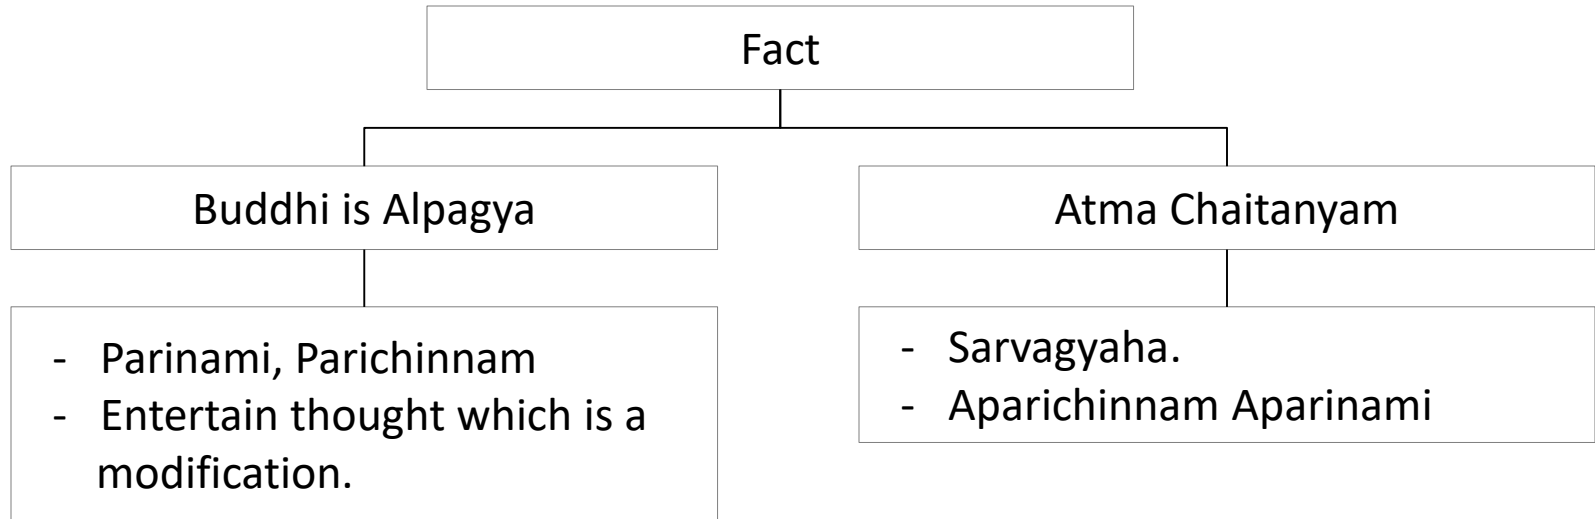 Fact
Buddhi is Alpagya
Atma Chaitanyam
- Parinami, Parichinnam
- Entertain thought which is a
modification.
- Sarvagyaha.
- Aparichinnam Aparinami